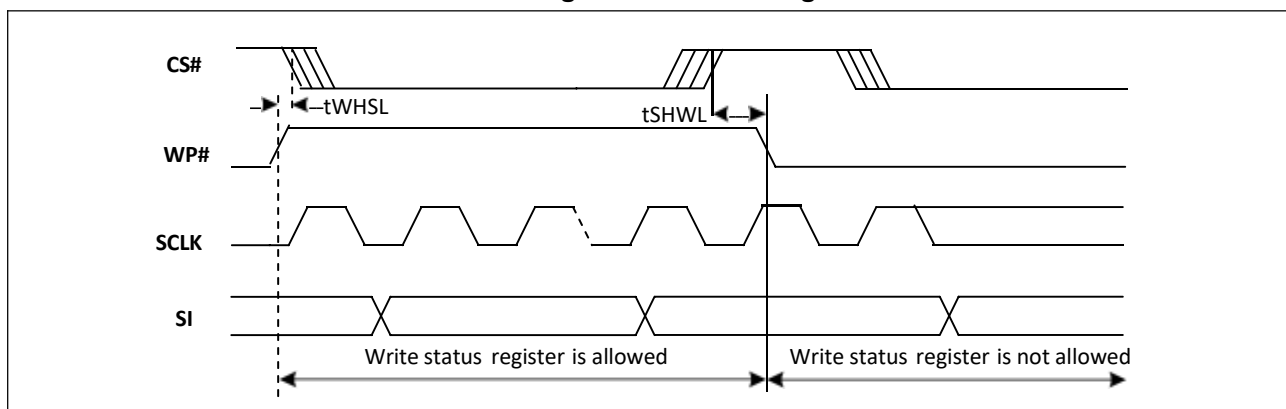 CS#
tWHSL
tSHWL
WP#
SCLK
SI
Write status register is allowed
Write status register is not allowed